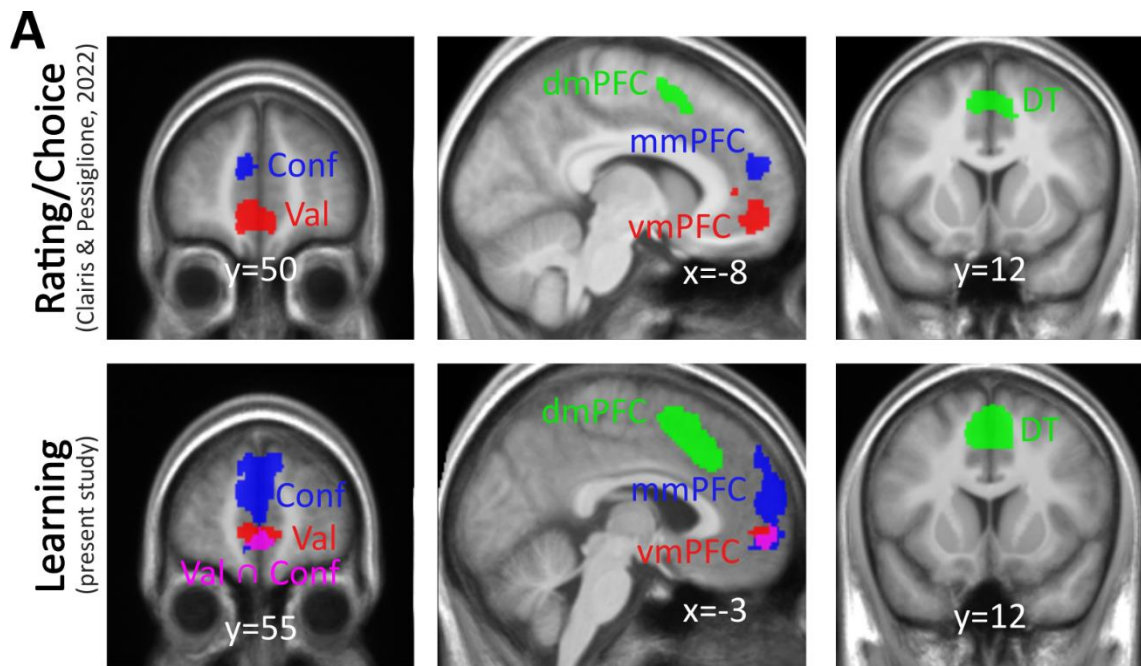 A
Rating/Choice
(Clairis & Pessiglione, 2022)
Conf
Val
y=50
dmPFC
mmPFC
vmPFC
x=-8
DT
y=12
Learning
(present study)
Conf
Val
Val ∩ Conf
y=55
dmPFC
mmPFC
vmPFC
x=-3
DT
y=12